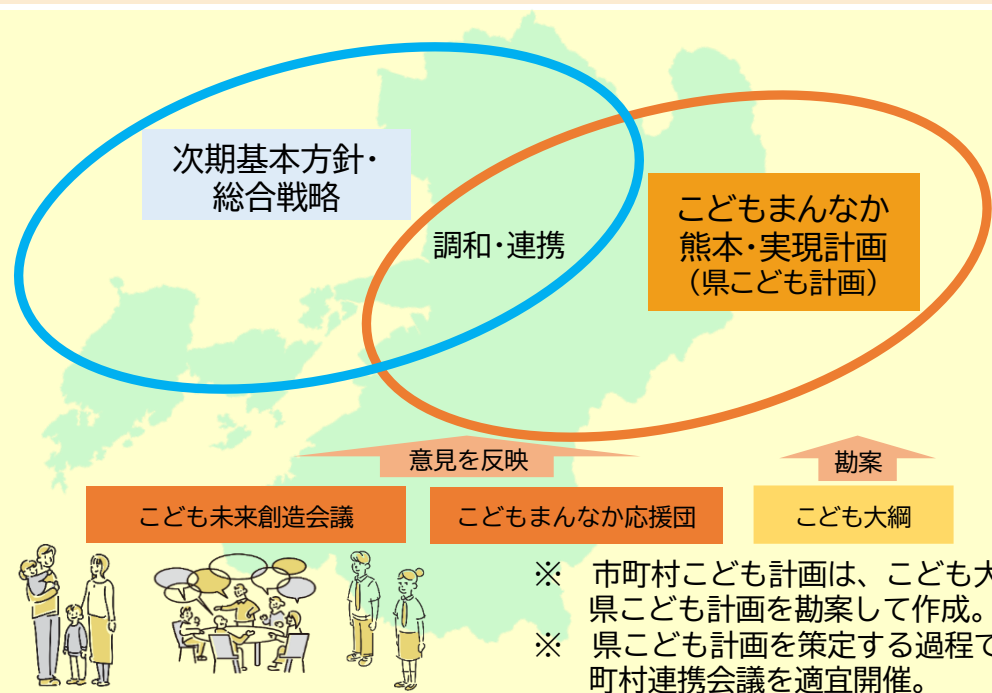 次期基本方針・
総合戦略
調和・連携
こどもまんなか
熊本・実現計画
（県こども計画）
意見を反映
勘案
こども未来創造会議
こどもまんなか応援団
こども大綱
※　市町村こども計画は、こども大
県こども計画を勘案して作成。
※　県こども計画を策定する過程で
町村連携会議を適宜開催。